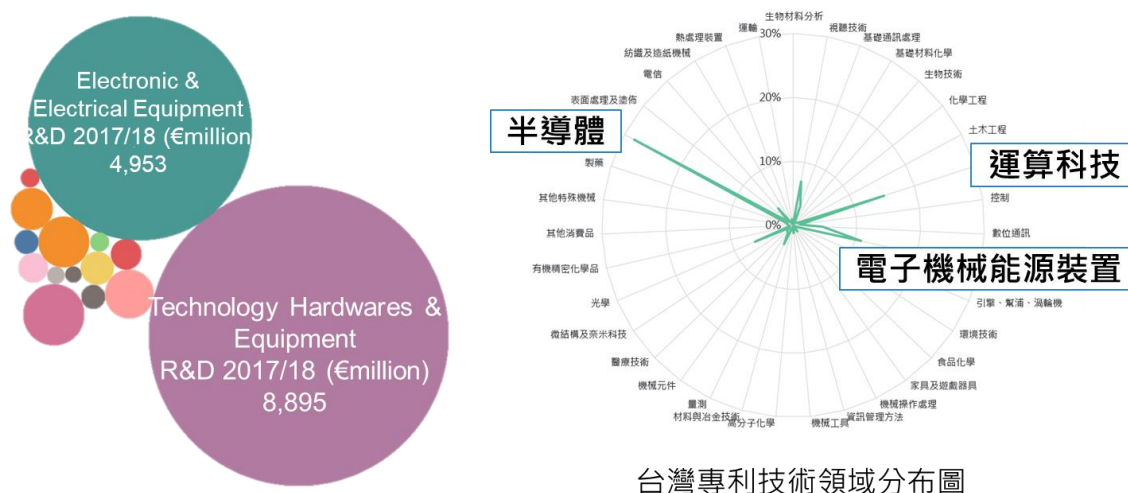 Electronic &
Electrical Equipment
R&D 2017/18 (€million
4,953
Technology Hardwares &
Equipment
R&D 2017/18 (€million)
8,895
生物材料分析
視聽技術
基礎通訊處理
基礎材料化學
生物技術
化學工程
土木工程
運算科技
控制
數位通訊
電子機械能源裝置
引擎、幫浦、渦輪機
環境技術
食品化學
家具及遊戲器具
機械操作處理
資訊管理方法
機械工具
高分子化學
材料與冶金技術
量測
機械元件
醫療技術
微結構及奈米科技
光學
有機精密化學品
其他消費品
其他特殊機械
製藥
半導體
表面處理及塗佈
電信
紡織及造紙機械
熱處理裝置
運輸
30%
20%
10%
0%
台灣專利技術領域分布圖